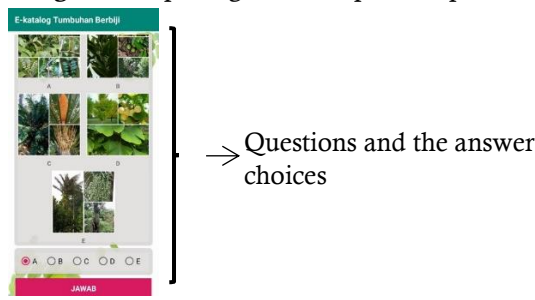 E-katalog Tumbuhan Berbiji
A
B
C
D
E
A B C D E
JAWAB
Questions and the answer
choices